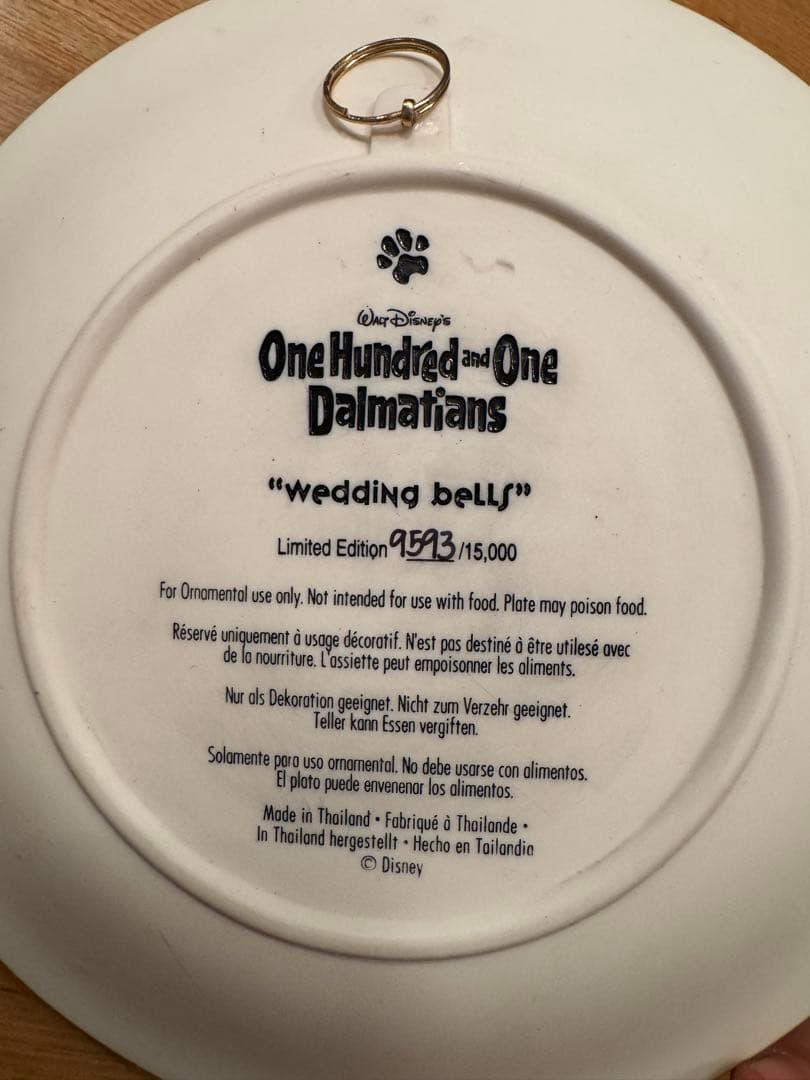 Walt Disney's
One Hundred and One
Dalmatians
"Wedding bells"
Limited Edition 9593/15,000
For Ornamental use only. Not intended for use with food. Plate may poison food.
Réservé uniquement à usage décoratif. N'est pas destiné à être utilesé avec
de la nourriture. L'assiette peut empoisonner les aliments.
Nur als Dekoration geeignet. Nicht zum Verzehr geeignet.
Teller kann Essen vergiften.
Solamente para uso ornamental. No debe usarse con alimentos.
El plato puede envenenar los alimentos.
Made in Thailand • Fabriqué à Thailande •
In Thailand hergestellt • Hecho en Tailandia
© Disney